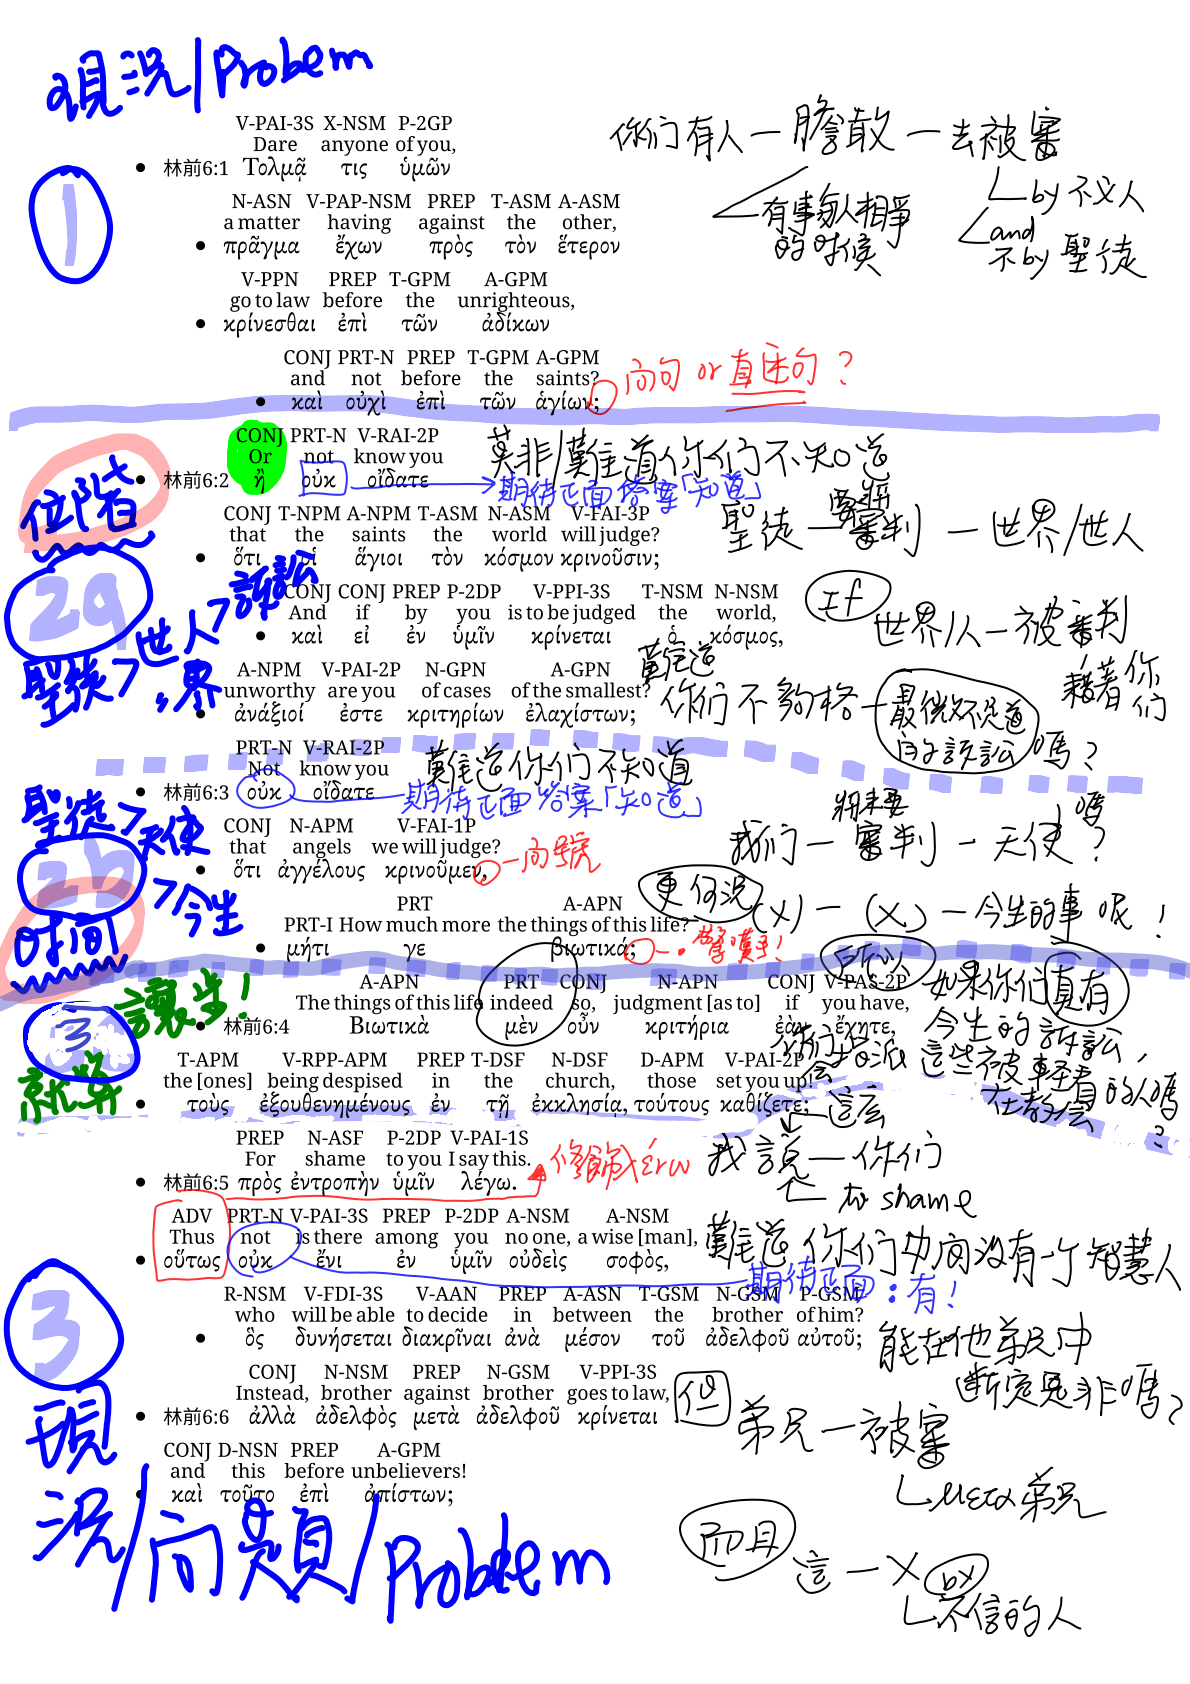 現況/Probem
V-PAI-3S X-NSM P-2GP
Dare anyone of you,
• 林前6:1 Τολμᾷ τις ὑμῶν
你们有人一膽敢一去被審
N-ASN V-PAP-NSM PREP T-ASM A-ASM
a matter having against the other,
• πρᾶγμα ἔχων πρὸς τὸν ἕτερον
有事與人相爭
的時候
by 不义人
and
不by 聖徒
1
V-PPN PREP T-GPM A-GPM
go to law before the unrighteous,
• κρίνεσθαι ἐπὶ τῶν ἀδίκων
CONJ PRT-N PREP T-GPM A-GPM
and not before the saints?
• καὶ οὐχὶ ἐπὶ τῶν ἁγίων;
问句 or 直述句?
CONJ PRT-N V-RAI-2P
Or not know you
• 林前6:2 ἢ οὐκ οἴδατε
莫非/難道你们不知道
期待正面答案「知道」
位階
CONJ T-NPM A-NPM T-ASM N-ASM V-FAI-3P
that the saints the world will judge?
• ὅτι οἱ ἅγιοι τὸν κόσμον κρινοῦσιν;
聖徒一審判一世界/世人
2a
聖徒>世人>訴訟
界
CONJ CONJ PREP P-2DP V-PPI-3S T-NSM N-NSM
And if by you is to be judged the world,
• καὶ εἰ ἐν ὑμῖν κρίνεται ὁ κόσμος,
If
世界/人一被審判
藉著你们
A-NPM V-PAI-2P N-GPN A-GPN
unworthy are you of cases of the smallest?
• ἀνάξιοί ἐστε κριτηρίων ἐλαχίστων;
難道
你们不夠格一最微不足道
的訴訟嗎?
PRT-N V-RAI-2P
Not know you
• 林前6:3 οὐκ οἴδατε
難道你们不知道
期待正面答案「知道」
聖徒>天使
>今生
2b
时间
CONJ N-APM V-FAI-1P
that angels we will judge?
• ὅτι ἀγγέλους κρινοῦμεν,
一问號
將來要
我们一審判一天使嗎?
PRT A-APN
PRT-I How much more the things of this life?
• μήτι γε βιωτικά;
更何況(X)一(X)一今生的事呢!
A-APN PRT CONJ N-APN CONJ V-PAS-2P
The things of this life indeed so, judgment [as to] if you have,
• 林前6:4 Βιωτικὰ μὲν οὖν κριτήρια ἐὰν ἔχητε,
所以
如果你们真有
今生的訴訟,
讓步!
3
就算
T-APM V-RPP-APM PREP T-DSF N-DSF D-APM V-PAI-2P
the [ones] being despised in the church, those set you up!
• τοὺς ἐξουθενημένους ἐν τῇ ἐκκλησίᾳ, τούτους καθίζετε;
這些被輕看的人嗎
在教会
?
這么
PREP N-ASF P-2DP V-PAI-1S
For shame to you I say this.
• 林前6:5 πρὸς ἐντροπὴν ὑμῖν λέγω.
修飾λέγω
我說一你们
to shame
ADV PRT-N V-PAI-3S PREP P-2DP A-NSM A-NSM
Thus not is there among you no one, a wise [man],
• οὕτως οὐκ ἔνι ἐν ὑμῖν οὐδεὶς σοφὸς,
難道你们中间沒有一个智慧人
期待正面:有!
R-NSM V-FDI-3S V-AAN PREP A-ASN T-GSM N-GSM P-GSM
who will be able to decide in between the brother of him?
• ὃς δυνήσεται διακρῖναι ἀνὰ μέσον τοῦ ἀδελφοῦ αὐτοῦ;
能在他弟兄中
断定是非嗎?
CONJ N-NSM PREP N-GSM V-PPI-3S
Instead, brother against brother goes to law,
• 林前6:6 ἀλλὰ ἀδελφὸς μετὰ ἀδελφοῦ κρίνεται
但
弟兄一被審
μετα弟兄
3
現
CONJ D-NSN PREP A-GPM
and this before unbelievers!
• καὶ τοῦτο ἐπὶ ἀπίστων;
況/问題/Problem
而且
這一X
by
不信的人